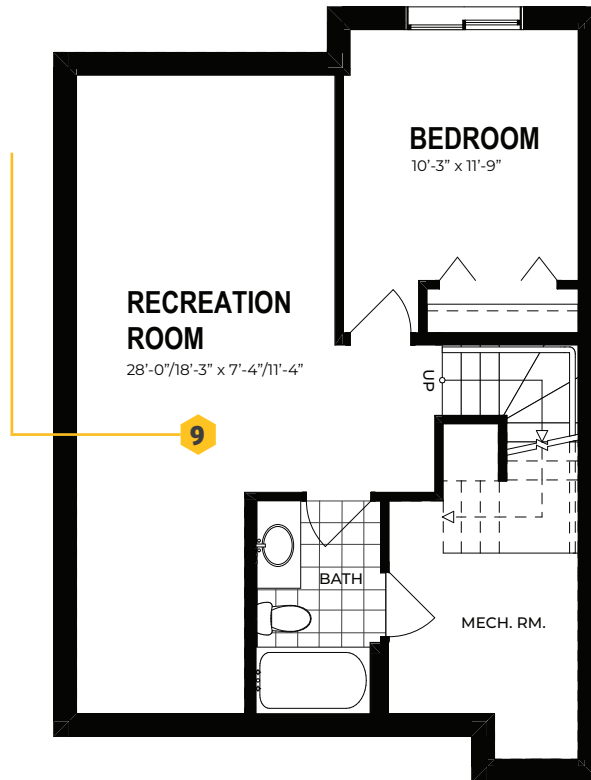 BEDROOM
10’-3” x 11’-9”
RECREATION
ROOM
28’-0”/18’-3” x 7’-4”/11’-4”
UP
9
BATH
MECH. RM.